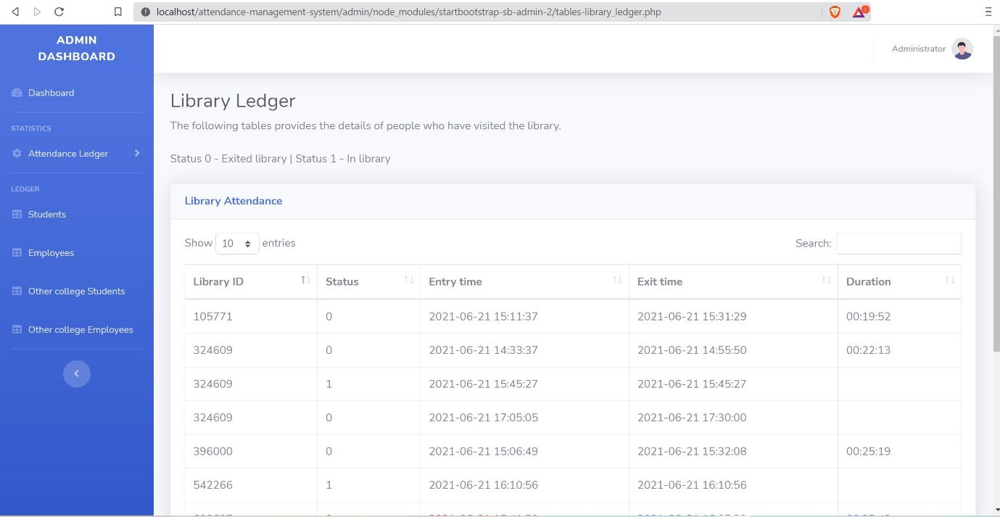 localhost/attendance-management-system/admin/node_modules/startbootstrap-sb-admin-2/tables-library_ledger.php
1
ADMIN
DASHBOARD
Administrator
Dashboard
STATISTICS
Attendance Ledger
LEDGER
Students
Employees
Other college Students
Other college Employees
Library Ledger
The following tables provides the details of people who have visited the library.
Status 0 - Exited library | Status 1 - In library
Library Attendance
Show 10 entries Search:
Library ID Status Entry time Exit time Duration
105771 0 2021-06-21 15:11:37 2021-06-21 15:31:29 00:19:52
324609 0 2021-06-21 14:33:37 2021-06-21 14:55:50 00:22:13
324609 1 2021-06-21 15:45:27 2021-06-21 15:45:27
324609 0 2021-06-21 17:05:05 2021-06-21 17:30:00
396000 0 2021-06-21 15:06:49 2021-06-21 15:32:08 00:25:19
542266 1 2021-06-21 16:10:56 2021-06-21 16:10:56